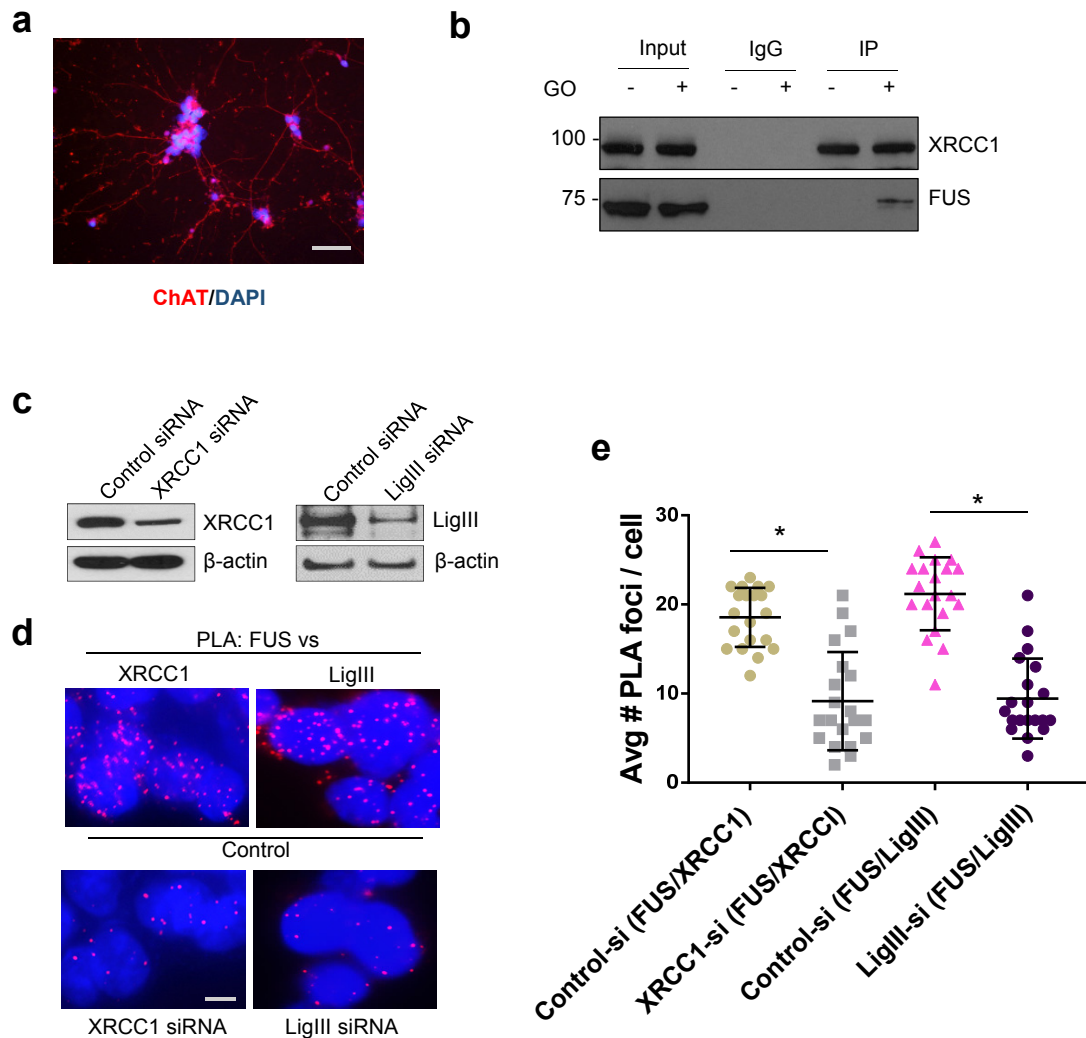 a
ChAT/DAPI
b
Input IgG IP
GO - + - + - +
100 - XRCC1
75 - FUS
c
Control siRNA
XRCC1 siRNA
XRCC1
β-actin
Control siRNA
LigIII siRNA
LigIII
β-actin
d
PLA: FUS vs
XRCC1 LigIII
Control
XRCC1 siRNA LigIII siRNA
e
Avg # PLA foci / cell
30
20
10
0
*
*
Control-si (FUS/XRCC1)
XRCC1-si (FUS/XRCCI)
Control-si (FUS/LigIII)
LigIII-si (FUS/LigIII)